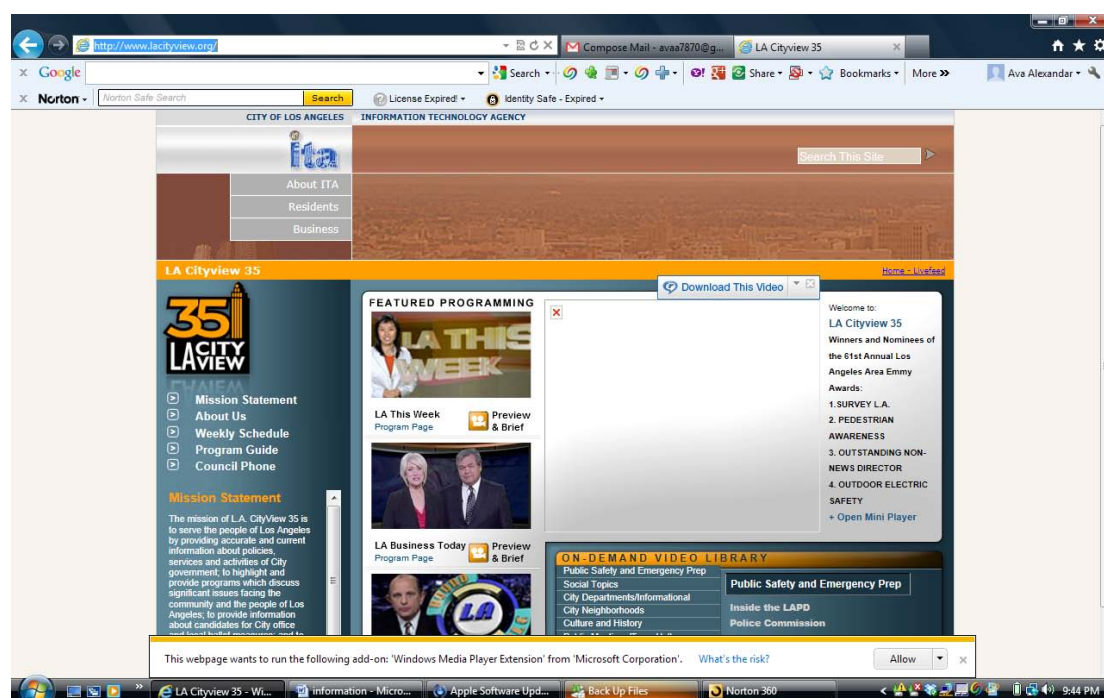 http://www.lacityview.org/
Compose Mail - avaa7870@g...
LA Cityview 35
Google
Search
Share
Bookmarks
More »
Ava Alexandar
Norton
Norton Safe Search
Search
License Expired!
Identity Safe - Expired
CITY OF LOS ANGELES
INFORMATION TECHNOLOGY AGENCY
ita
Search This Site
About ITA
Residents
Business
LA Cityview 35
Home - Livefeed
35
LA CITY
VIEW
Mission Statement
About Us
Weekly Schedule
Program Guide
Council Phone
Mission Statement
The mission of L.A. CityView 35 is
to serve the people of Los Angeles
by providing accurate and current
information about policies,
services and activities of City
government; to highlight and
provide programs which discuss
significant issues facing the
community and the people of Los
Angeles; to provide information
about candidates for City office
and local ballot measures; and to
FEATURED PROGRAMMING
LA THIS
WEEK
LA This Week
Program Page
Preview
& Brief
LA Business Today
Program Page
Preview
& Brief
LA
Download This Video
Welcome to:
LA Cityview 35
Winners and Nominees of
the 61st Annual Los
Angeles Area Emmy
Awards:
1.SURVEY L.A.
2. PEDESTRIAN
AWARENESS
3. OUTSTANDING NON-
NEWS DIRECTOR
4. OUTDOOR ELECTRIC
SAFETY
+ Open Mini Player
ON-DEMAND VIDEO LIBRARY
Public Safety and Emergency Prep
Social Topics
City Departments/Informational
City Neighborhoods
Culture and History
Public Safety and Emergency Prep
Inside the LAPD
Police Commission
This webpage wants to run the following add-on: 'Windows Media Player Extension' from 'Microsoft Corporation'.
What's the risk?
Allow
LA Cityview 35 - Wi...
information - Micro...
Apple Software Upd...
Back Up Files
Norton 360
9:44 PM